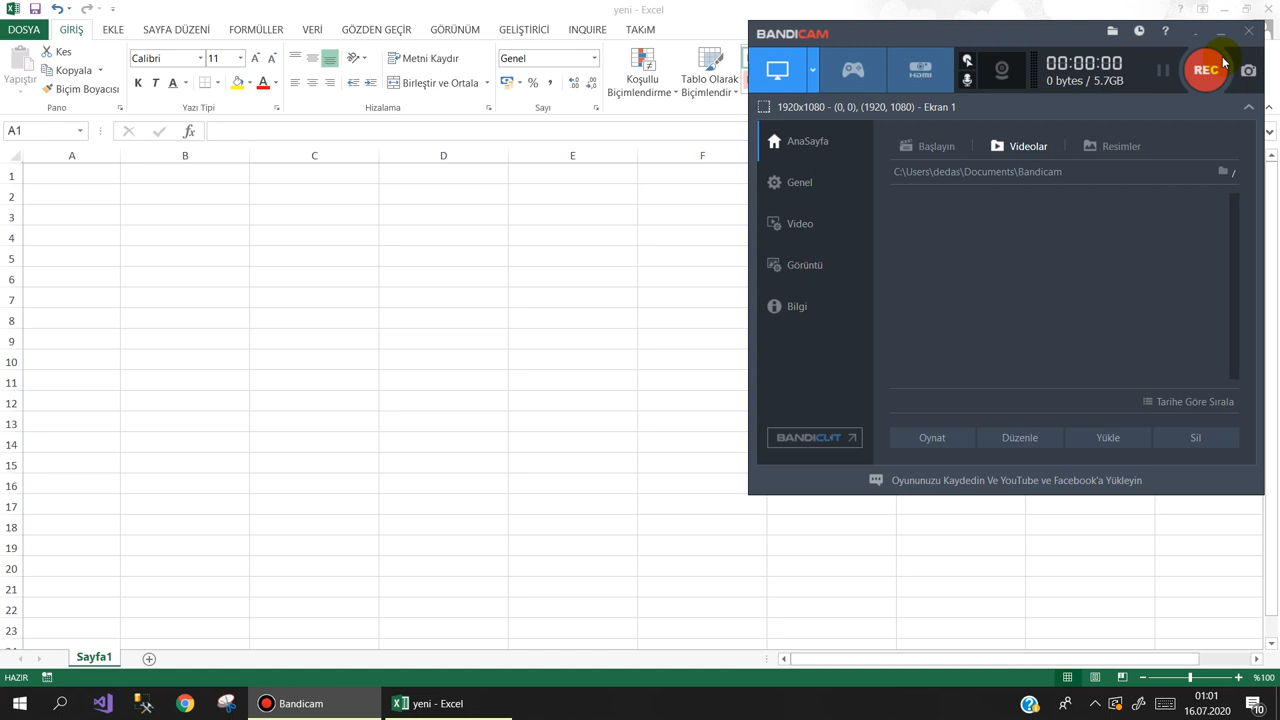 yeni - Excel
DOSYA GİRİŞ EKLE SAYFA DÜZENİ FORMÜLLER VERİ GÖZDEN GEÇİR GÖRÜNÜM INQUIRE TAKıM
Yapıştır
Kes
Kopyala
Biçim Boyacısı
Calibri 11
K T A
Yazı Tipi
Metni Kaydır
Birleştir ve Ortala
Hizalama
Genel
% 000
Sayı
Koşullu Biçimlendirme
Tablo Olarak Biçimlendir
A1
fx
A B C D E F
1
2
3
4
5
6
7
8
9
10
11
12
13
14
15
16
17
18
19
20
21
22
23
BANDICAM
?
HDMI
00:00:00
0 bytes / 5.7GB
REC
1920x1080 - (0, 0), (1920, 1080) - Ekran 1
AnaSayfa
Genel
Video
Görüntü
Bilgi
BANDICUT
Başlayın Videolar Resimler
C:\Users\dedas\Documents\Bandicam
Tarihe Göre Sırala
Oynat Düzenle Yükle Sil
Oyununuzu Kaydedin Ve YouTube ve Facebook'a Yükleyin
Sayfa1
HAZIR
%100
Bandicam
yeni - Excel
01:01
16.07.2020
10